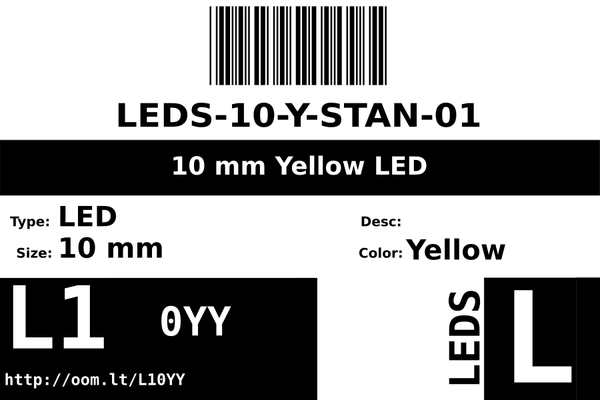 LEDS-10-Y-STAN-01
10 mm Yellow LED
Type: LED
Desc:
Size: 10 mm
Color: Yellow
L1 0YY
http://oom.lt/L10YY
LEDS
L